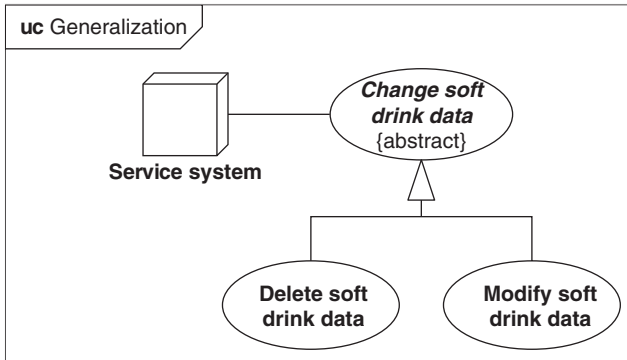 uc Generalization
Change soft
drink data
{abstract}
Service system
Delete soft
drink data
Modify soft
drink data